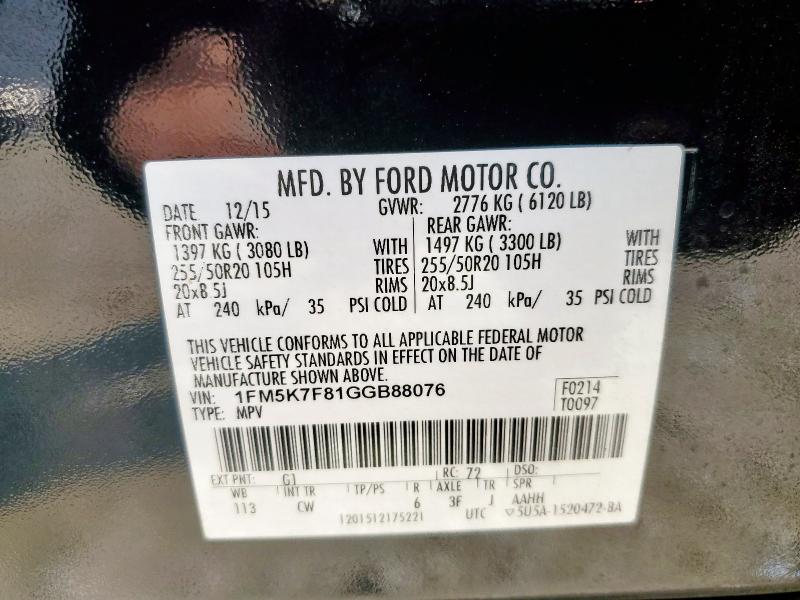 MFD. BY FORD MOTOR CO.
DATE 12/15 GVWR: 2776 KG ( 6120 LB)
FRONT GAWR: REAR GAWR:
1397 KG ( 3080 LB) WITH 1497 KG ( 3300 LB) WITH
255/50R20 105H TIRES 255/50R20 105H TIRES
20x8.5J RIMS 20x8.5J RIMS
AT 240 kPa/ 35 PSI COLD AT 240 kPa/ 35 PSI COLD
THIS VEHICLE CONFORMS TO ALL APPLICABLE FEDERAL MOTOR
VEHICLE SAFETY STANDARDS IN EFFECT ON THE DATE OF
MANUFACTURE SHOWN ABOVE.
VIN: 1FM5K7F81GGB88076 F0214
TYPE: MPV T0097
EXT PNT: G1 RC: 72 DSO:
WB INT TR TP/PS R AXLE TR SPR
113 CW 6 3F J AAHH
1201512175221 UTC ▽5U5A-1520472-BA